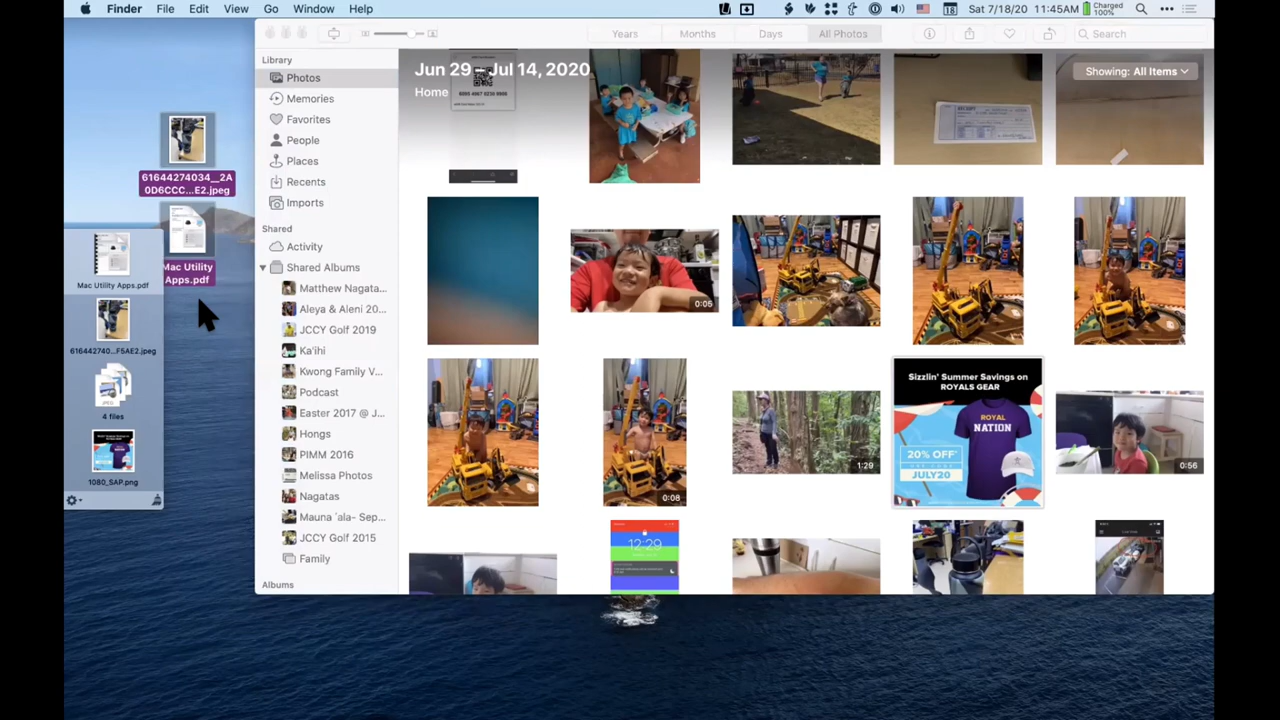 Finder File Edit View Go Window Help
Sat 7/18/20 11:45AM Charged 100%
18
Years Months Days All Photos
Search
Library
Photos
Memories
Favorites
People
Places
Recents
Imports
Shared
Activity
Shared Albums
Matthew Nagata...
Aleya & Aleni 20...
JCCY Golf 2019
Ka'ihi
Kwong Family V...
Podcast
Easter 2017 @ J...
Hongs
PIMM 2016
Melissa Photos
Nagatas
Mauna ʻala- Sep...
JCCY Golf 2015
Family
Albums
Jun 29 – Jul 14, 2020
Home
Showing: All Items
61644274034__2A
0D6CCC...E2.jpeg
Mac Utility
Apps.pdf
Mac Utility Apps.pdf
616442740...F5AE2.jpeg
JPEG
4 files
1080_SAP.png
0:05
Sizzlin' Summer Savings on
ROYALS GEAR
ROYAL
NATION
20% OFF
JULY20
1:29
0:56
0:08
12:29